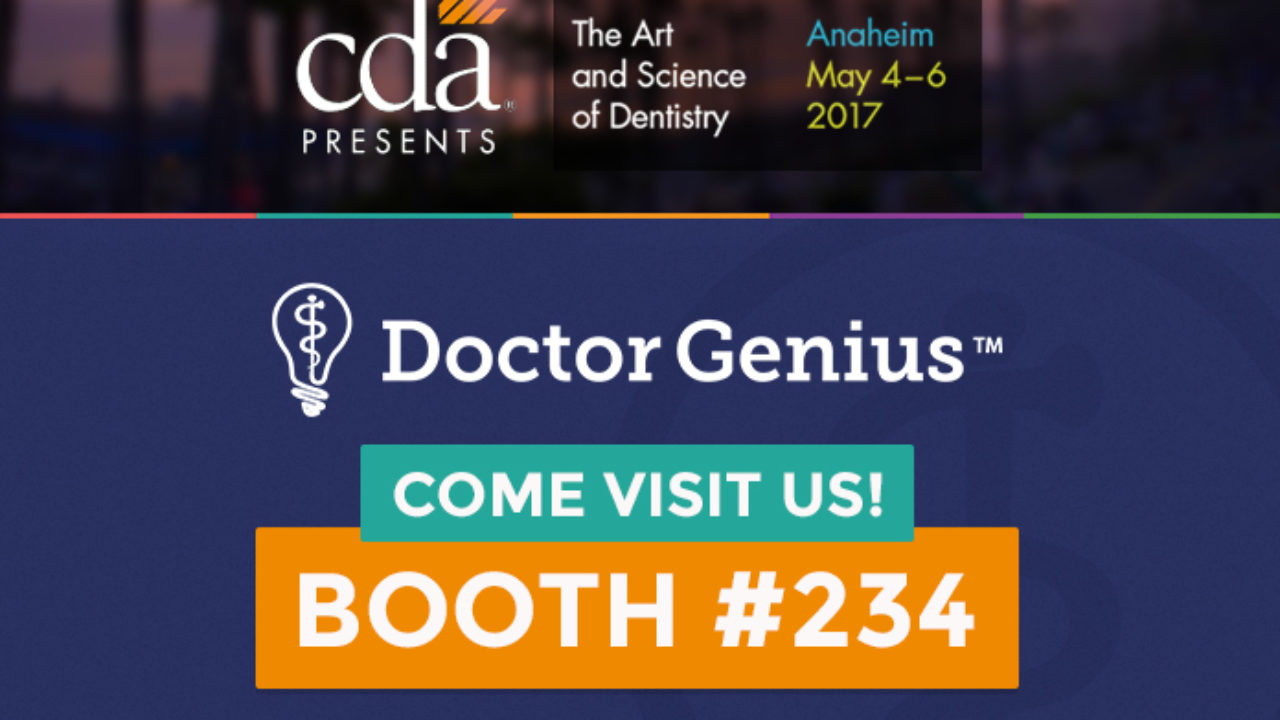 cda®
PRESENTS
The Art
and Science
of Dentistry
Anaheim
May 4–6
2017
Doctor Genius™
COME VISIT US!
BOOTH #234